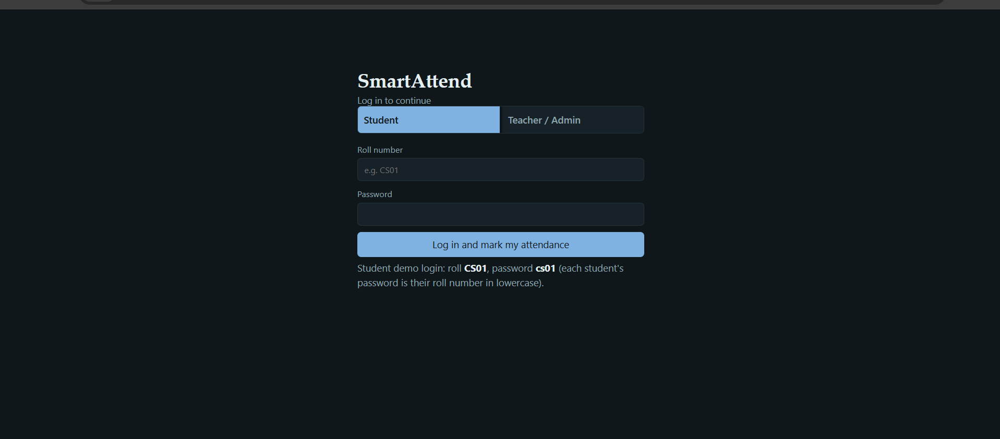 SmartAttend
Log in to continue
Student
Teacher / Admin
Roll number
e.g. CS01
Password
Log in and mark my attendance
Student demo login: roll CS01, password cs01 (each student's
password is their roll number in lowercase).